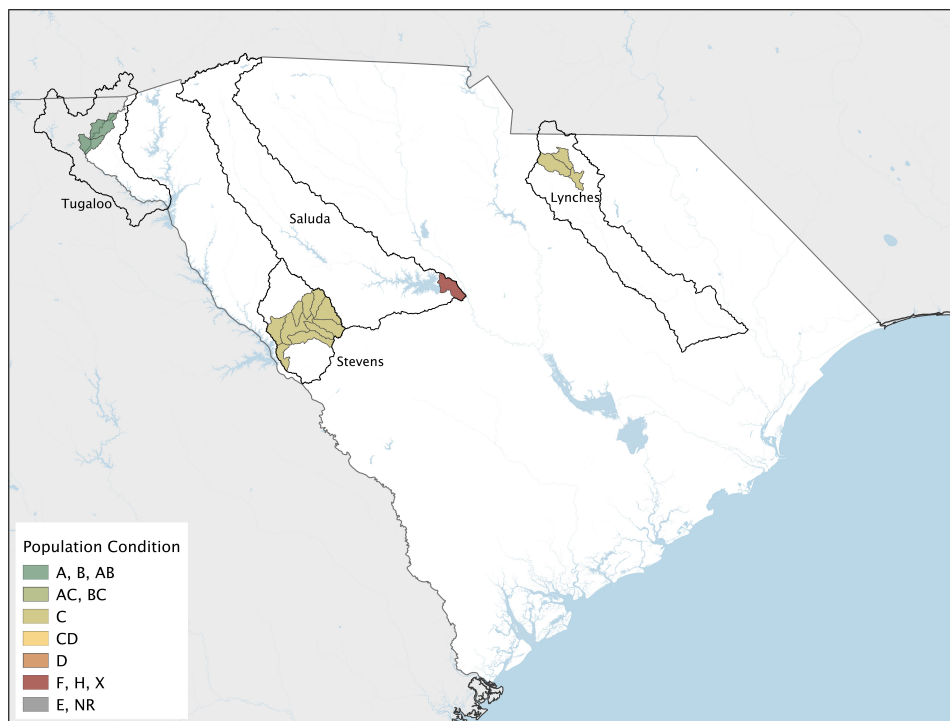 Tugaloo
Saluda
Lynches
Stevens
Population Condition
A, B, AB
AC, BC
C
CD
D
F, H, X
E, NR